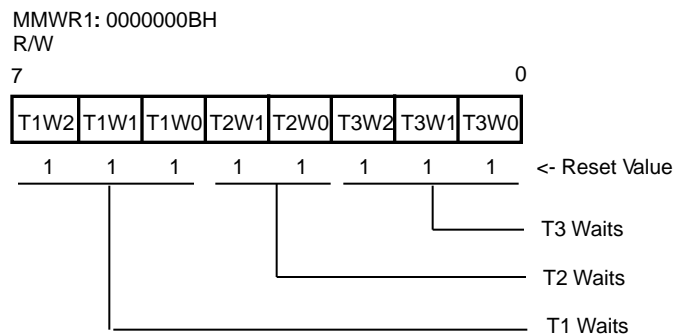 MMWR1: 0000000BH
R/W
7 0
T1W2 T1W1 T1W0 T2W1 T2W0 T3W2 T3W1 T3W0
1 1 1 1 1 1 1 1 <- Reset Value
T3 Waits
T2 Waits
T1 Waits